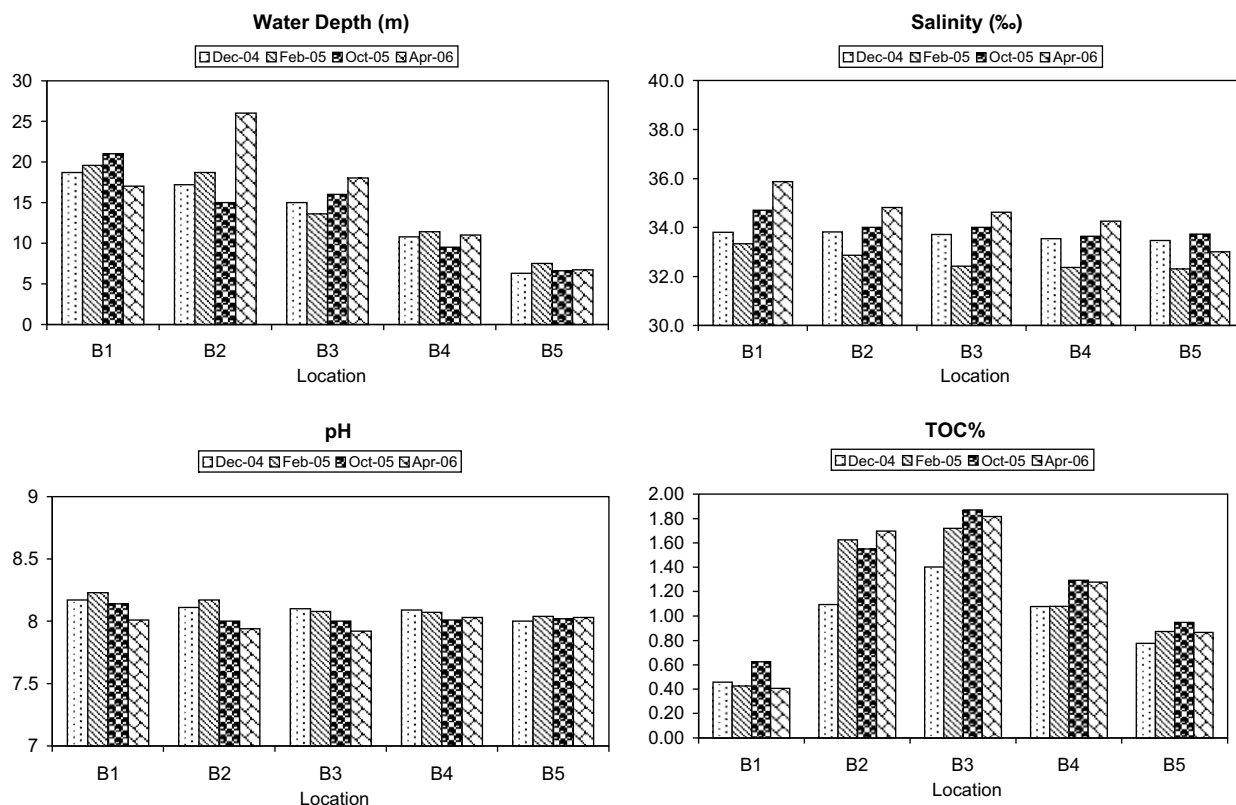 Water Depth (m)
Dec-04 Feb-05 Oct-05 Apr-06
30
25
20
15
10
5
0
B1 B2 B3 B4 B5
Location
Salinity (‰)
Dec-04 Feb-05 Oct-05 Apr-06
40.0
38.0
36.0
34.0
32.0
30.0
B1 B2 B3 B4 B5
Location
pH
Dec-04 Feb-05 Oct-05 Apr-06
9
8.5
8
7.5
7
B1 B2 B3 B4 B5
Location
TOC%
Dec-04 Feb-05 Oct-05 Apr-06
2.00
1.80
1.60
1.40
1.20
1.00
0.80
0.60
0.40
0.20
0.00
B1 B2 B3 B4 B5
Location